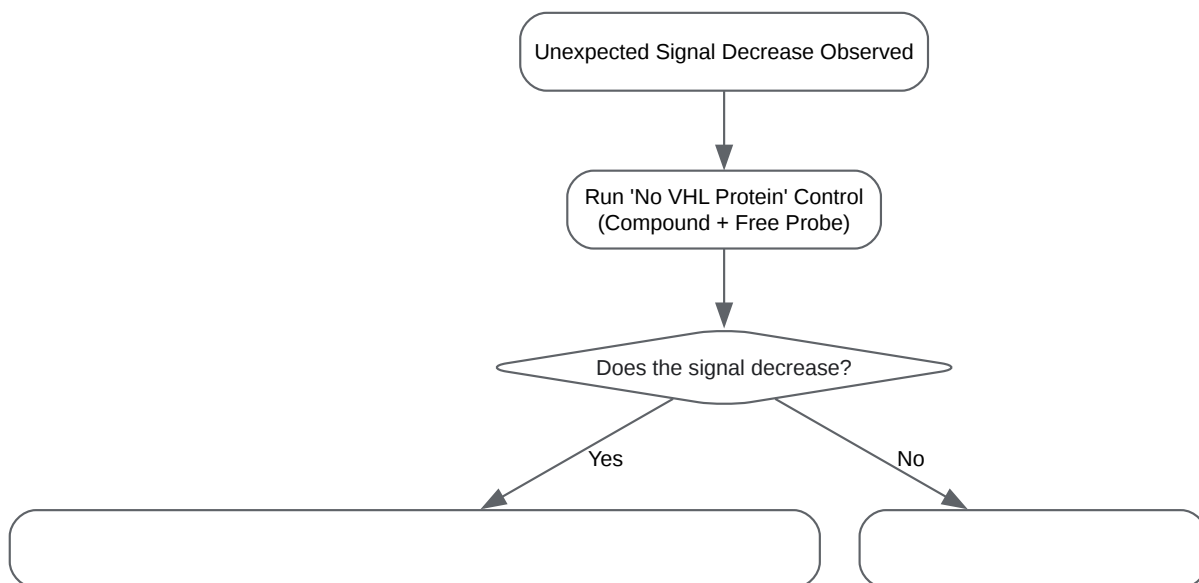 Unexpected Signal Decrease Observed
Run 'No VHL Protein' Control
(Compound + Free Probe)
Does the signal decrease?
Yes
No